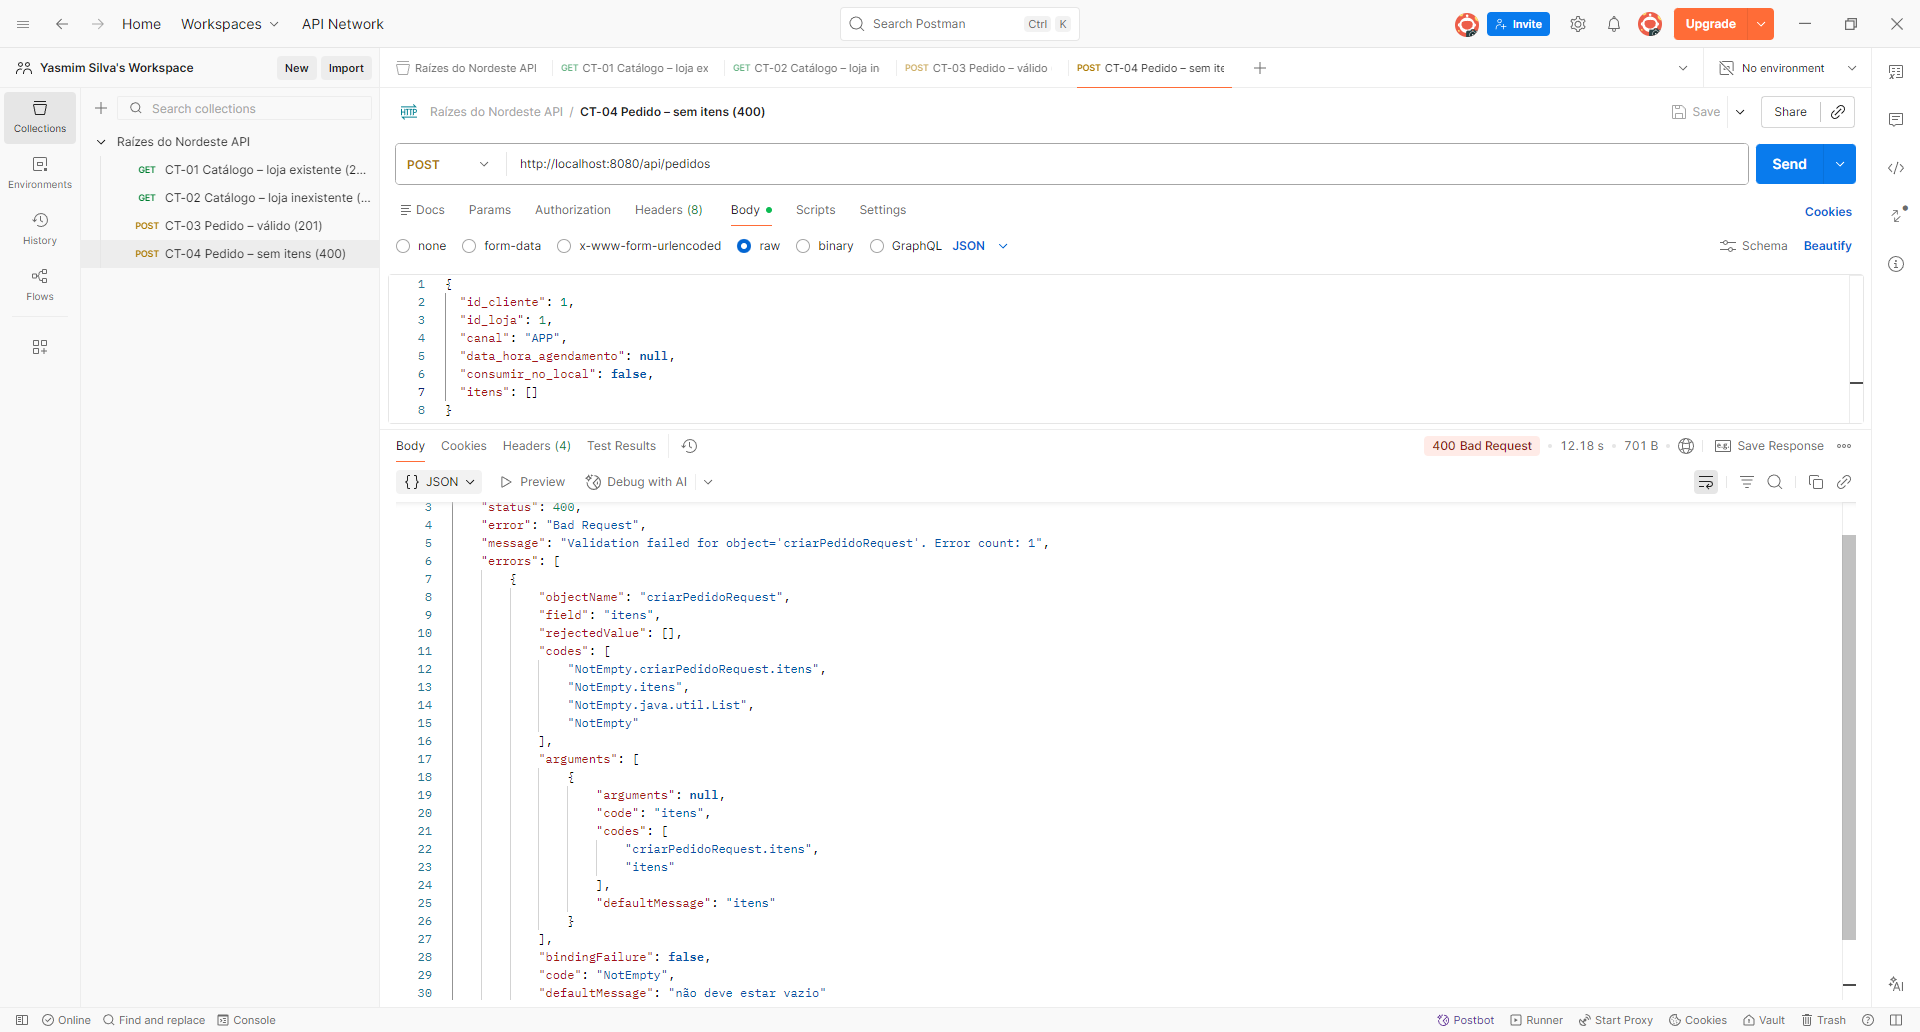 Home Workspaces API Network
Search Postman Ctrl K
Invite
Upgrade
Yasmim Silva's Workspace New Import
Collections
Environments
History
Flows
Search collections
Raízes do Nordeste API
GET CT-01 Catálogo – loja existente (2...
GET CT-02 Catálogo – loja inexistente (...
POST CT-03 Pedido – válido (201)
POST CT-04 Pedido – sem itens (400)
Raízes do Nordeste API GET CT-01 Catálogo – loja ex GET CT-02 Catálogo – loja in POST CT-03 Pedido – válido POST CT-04 Pedido – sem ite
No environment
HTTP Raízes do Nordeste API / CT-04 Pedido – sem itens (400)
Save Share
POST http://localhost:8080/api/pedidos Send
Docs Params Authorization Headers (8) Body Scripts Settings Cookies
none form-data x-www-form-urlencoded raw binary GraphQL JSON Schema Beautify
1 {
2 "id_cliente": 1,
3 "id_loja": 1,
4 "canal": "APP",
5 "data_hora_agendamento": null,
6 "consumir_no_local": false,
7 "itens": []
8 }
Body Cookies Headers (4) Test Results 400 Bad Request • 12.18 s • 701 B • e.g. Save Response
{} JSON Preview Debug with AI
3 "status": 400,
4 "error": "Bad Request",
5 "message": "Validation failed for object='criarPedidoRequest'. Error count: 1",
6 "errors": [
7 {
8 "objectName": "criarPedidoRequest",
9 "field": "itens",
10 "rejectedValue": [],
11 "codes": [
12 "NotEmpty.criarPedidoRequest.itens",
13 "NotEmpty.itens",
14 "NotEmpty.java.util.List",
15 "NotEmpty"
16 ],
17 "arguments": [
18 {
19 "arguments": null,
20 "code": "itens",
21 "codes": [
22 "criarPedidoRequest.itens",
23 "itens"
24 ],
25 "defaultMessage": "itens"
26 }
27 ],
28 "bindingFailure": false,
29 "code": "NotEmpty",
30 "defaultMessage": "não deve estar vazio"
AI
Online Find and replace Console Postbot Runner Start Proxy Cookies Vault Trash